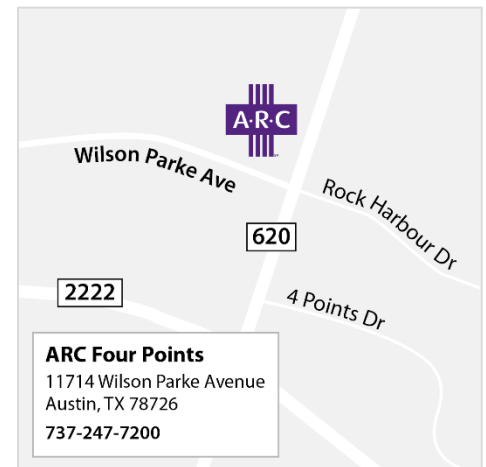 A·R·C
Wilson Parke Ave
Rock Harbour Dr
620
2222
4 Points Dr
ARC Four Points
11714 Wilson Parke Avenue
Austin, TX 78726
737-247-7200